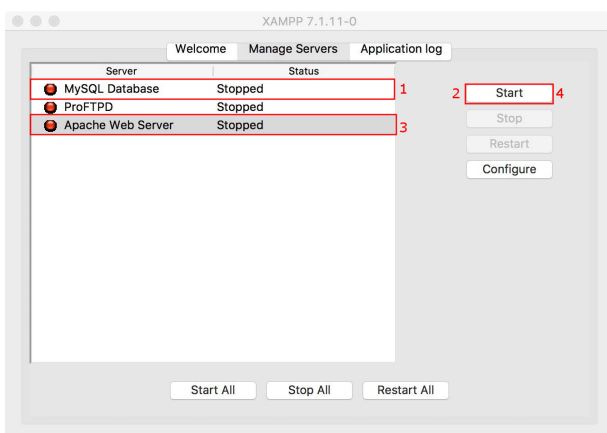 XAMPP 7.1.11-0
Welcome Manage Servers Application log
Server Status
MySQL Database Stopped 1
2 Start 4
ProFTPD Stopped
Stop
Apache Web Server Stopped 3
Restart
Configure
Start All Stop All Restart All